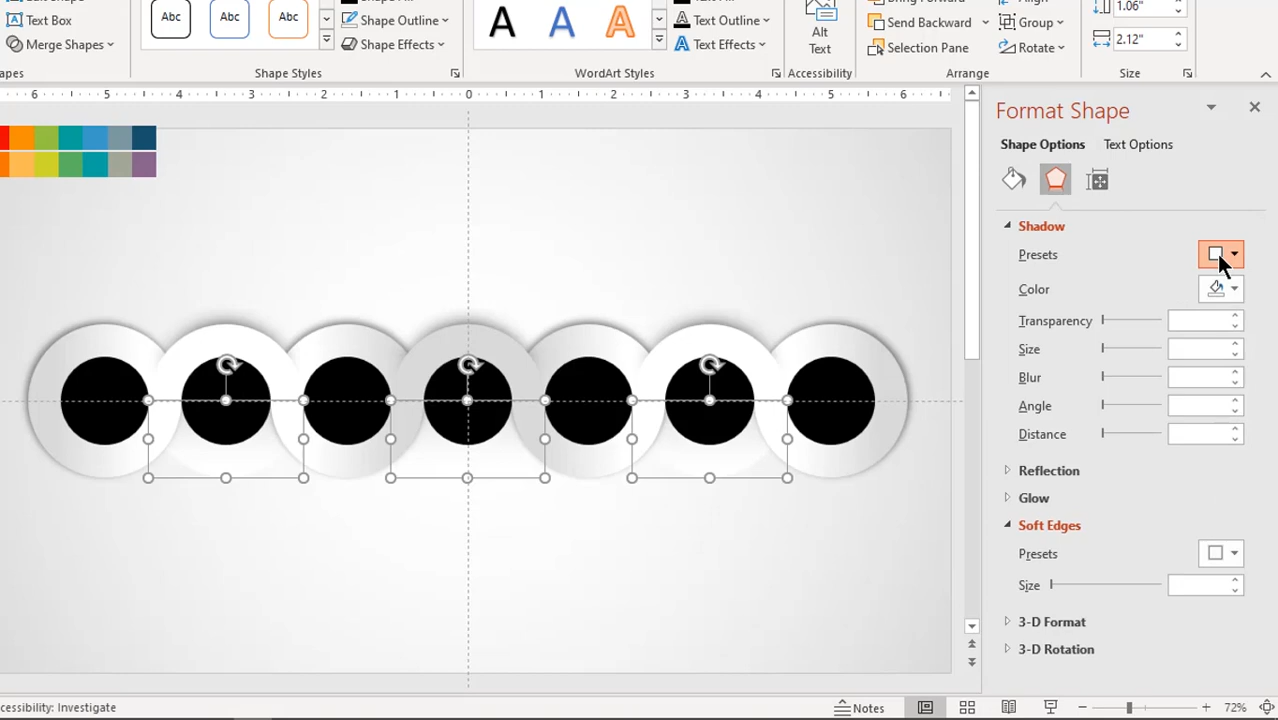 Text Box
Merge Shapes
apes
Abc
Abc
Abc
Shape Outline
Shape Effects
Shape Styles
A
A
A
Text Outline
Text Effects
WordArt Styles
Alt
Text
Accessibility
Send Backward
Selection Pane
Group
Rotate
Arrange
1.06"
2.12"
Size
6 5 4 3 2 1 0 1 2 3 4 5 6
Format Shape
Shape Options Text Options
Shadow
Presets
Color
Transparency
Size
Blur
Angle
Distance
Reflection
Glow
Soft Edges
Presets
Size
3-D Format
3-D Rotation
ccessibility: Investigate
Notes
72%